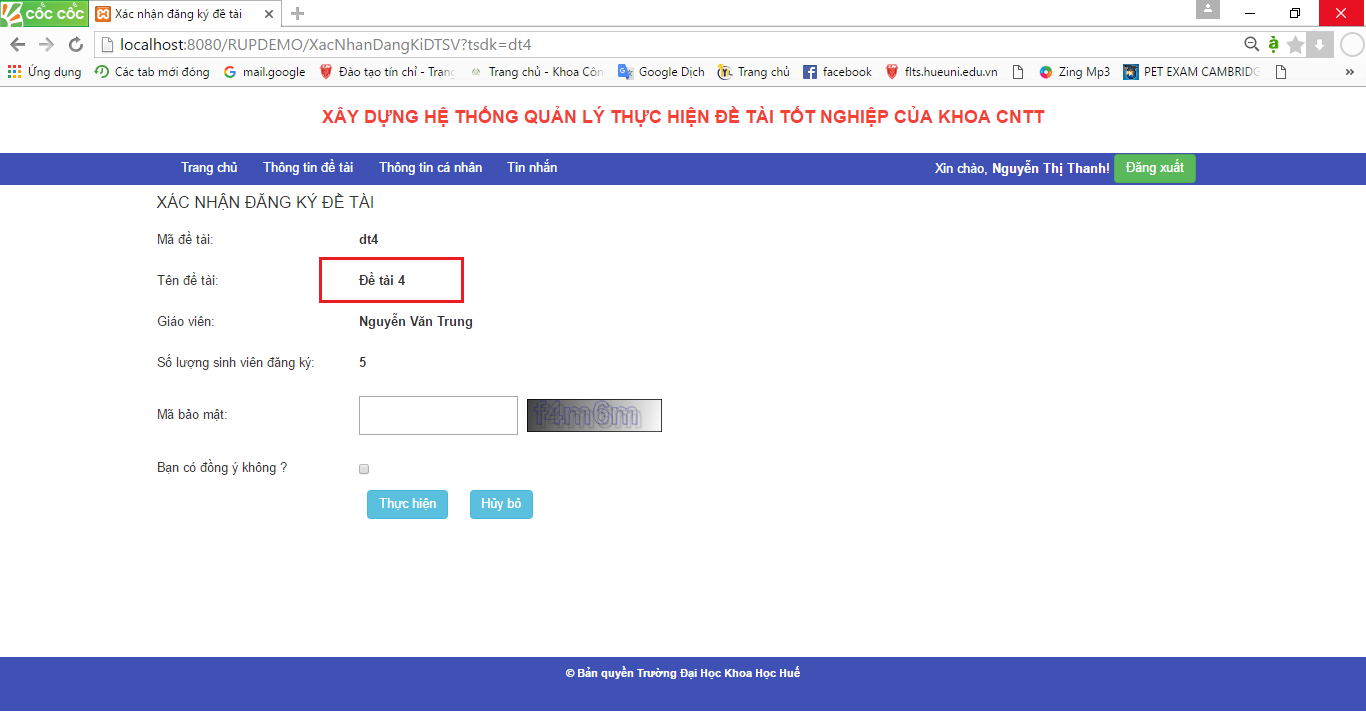 cốc cốc Xác nhận đăng ký đề tài
localhost:8080/RUPDEMO/XacNhanDangKiDTSV?tsdk=dt4
Ứng dụng Các tab mới đóng mail.google Đào tạo tín chỉ - Trang Trang chủ - Khoa Côn Google Dịch Trang chủ facebook flts.hueuni.edu.vn Zing Mp3 PET EXAM CAMBRIDG »
XÂY DỰNG HỆ THỐNG QUẢN LÝ THỰC HIỆN ĐỀ TÀI TỐT NGHIỆP CỦA KHOA CNTT
Trang chủ Thông tin đề tài Thông tin cá nhân Tin nhắn Xin chào, Nguyễn Thị Thanh! Đăng xuất
XÁC NHẬN ĐĂNG KÝ ĐỀ TÀI
Mã đề tài: dt4
Tên đề tài: Đề tài 4
Giáo viên: Nguyễn Văn Trung
Số lượng sinh viên đăng ký: 5
Mã bảo mật: f4m6m
Bạn có đồng ý không ?
Thực hiện Hủy bỏ
© Bản quyền Trường Đại Học Khoa Học Huế